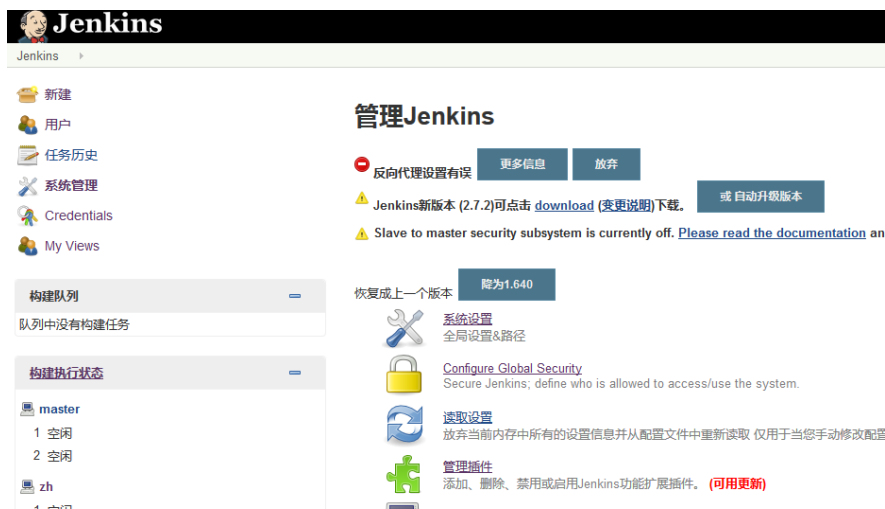 Jenkins
Jenkins
新建
用户
任务历史
系统管理
Credentials
My Views
构建队列
队列中没有构建任务
构建执行状态
master
1 空闲
2 空闲
zh
1 空闲
管理Jenkins
反向代理设置有误 更多信息 放弃
Jenkins新版本 (2.7.2)可点击 download (变更说明)下载。 或 自动升级版本
Slave to master security subsystem is currently off. Please read the documentation an
恢复成上一个版本 降为1.640
系统设置
全局设置&路径
Configure Global Security
Secure Jenkins; define who is allowed to access/use the system.
读取设置
放弃当前内存中所有的设置信息并从配置文件中重新读取 仅用于当您手动修改配置
管理插件
添加、删除、禁用或启用Jenkins功能扩展插件。 (可用更新)